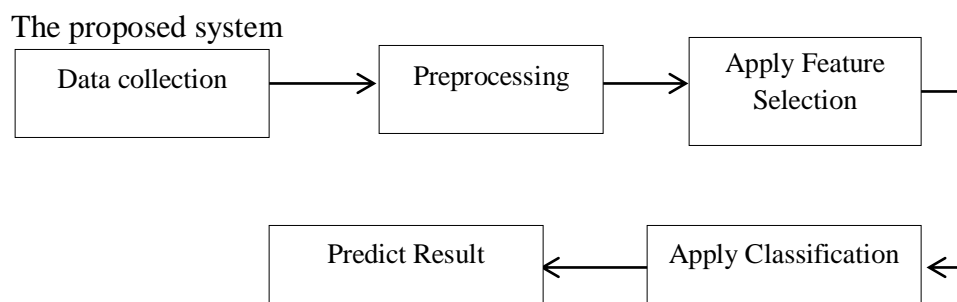 The proposed system
Data collection
Preprocessing
Apply Feature
Selection
Apply Classification
Predict Result